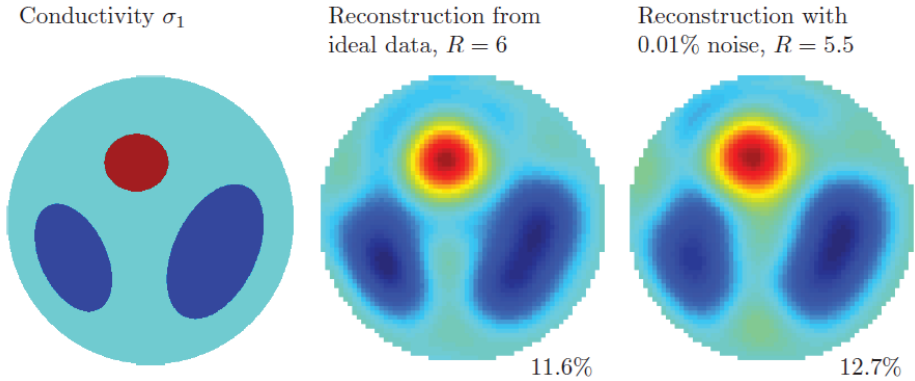 Conductivity σ₁
Reconstruction from
ideal data, R = 6
Reconstruction with
0.01% noise, R = 5.5
11.6%
12.7%